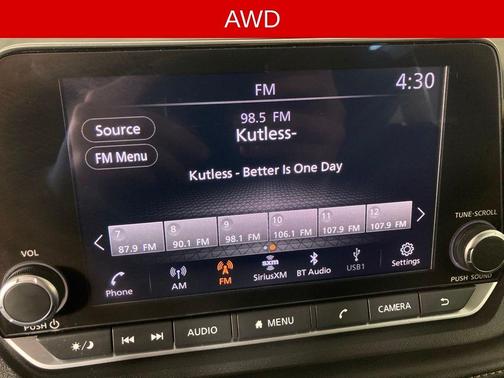 AWD
FM
4:30
98.5 FM
Kutless-
Source
FM Menu
Kutless - Better Is One Day
7 8 9 10 11 12
87.9 FM 90.1 FM 98.1 FM 106.1 FM 107.9 FM 107.9 FM
VOL
TUNE-SCROLL
sxm
Phone AM FM SiriusXM BT Audio USB1 Settings
PUSH
PUSH SOUND
AUDIO MENU CAMERA